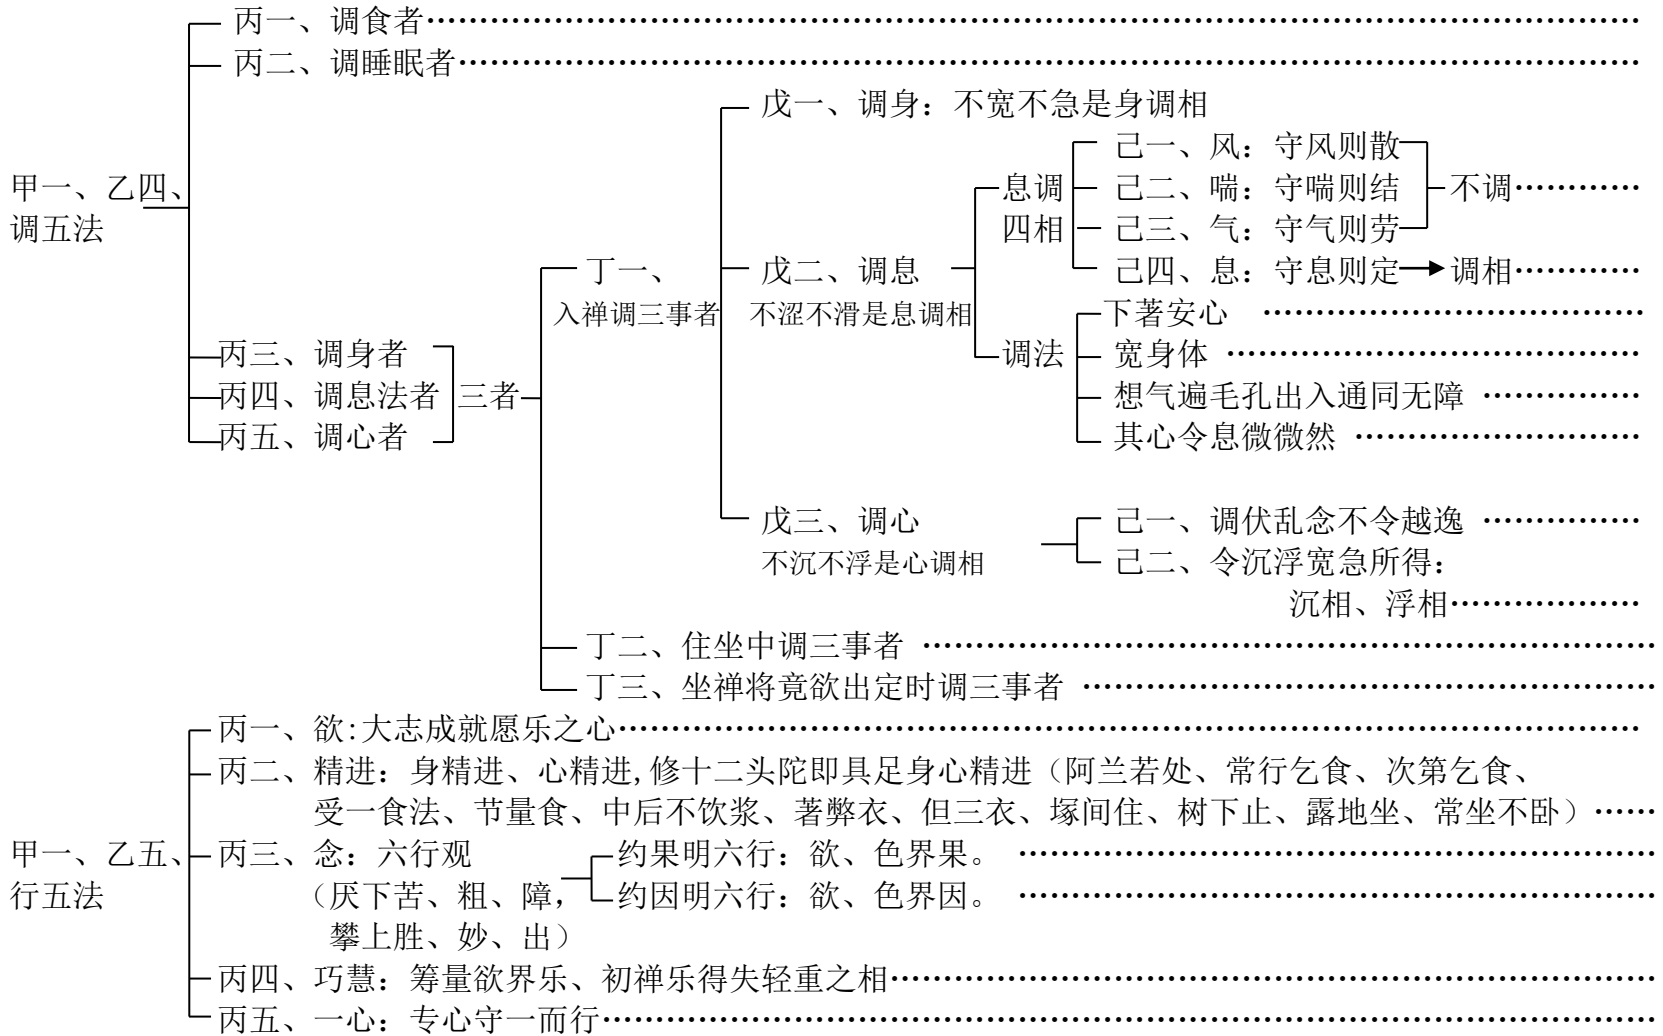 丙一、调食者……………………………………………………………………
丙二、调睡眠者…………………………………………………………………
戊一、调身：不宽不急是身调相
己一、风：守风则散
甲一、乙四、
息调
己二、喘：守喘则结
不调…………
调五法
四相
己三、气：守气则劳
丁一、
戊二、调息
己四、息：守息则定
调相…………
入禅调三事者
不涩不滑是息调相
下著安心 ……………………
丙三、调身者
调法
宽身体 ………………………
丙四、调息法者
三者
想气遍毛孔出入通同无障 ……………
丙五、调心者
其心令息微微然 ………………
戊三、调心
己一、调伏乱念不令越逸 ……………
不沉不浮是心调相
己二、令沉浮宽急所得：
沉相、浮相………………
丁二、住坐中调三事者 ………………………………………
丁三、坐禅将竟欲出定时调三事者 ………………………………
丙一、欲:大志成就愿乐之心…………………………………………………………
丙二、精进：身精进、心精进,修十二头陀即具足身心精进（阿兰若处、常行乞食、次第乞食、
受一食法、节量食、中后不饮浆、著弊衣、但三衣、塚间住、树下止、露地坐、常坐不卧）……
甲一、乙五、
丙三、念：六行观
约果明六行：欲、色界果。 …………………………………
行五法
（厌下苦、粗、障，
约因明六行：欲、色界因。 …………………………………
攀上胜、妙、出）
丙四、巧慧：筹量欲界乐、初禅乐得失轻重之相…………………………………………
丙五、一心：专心守一而行……………………………………………………………